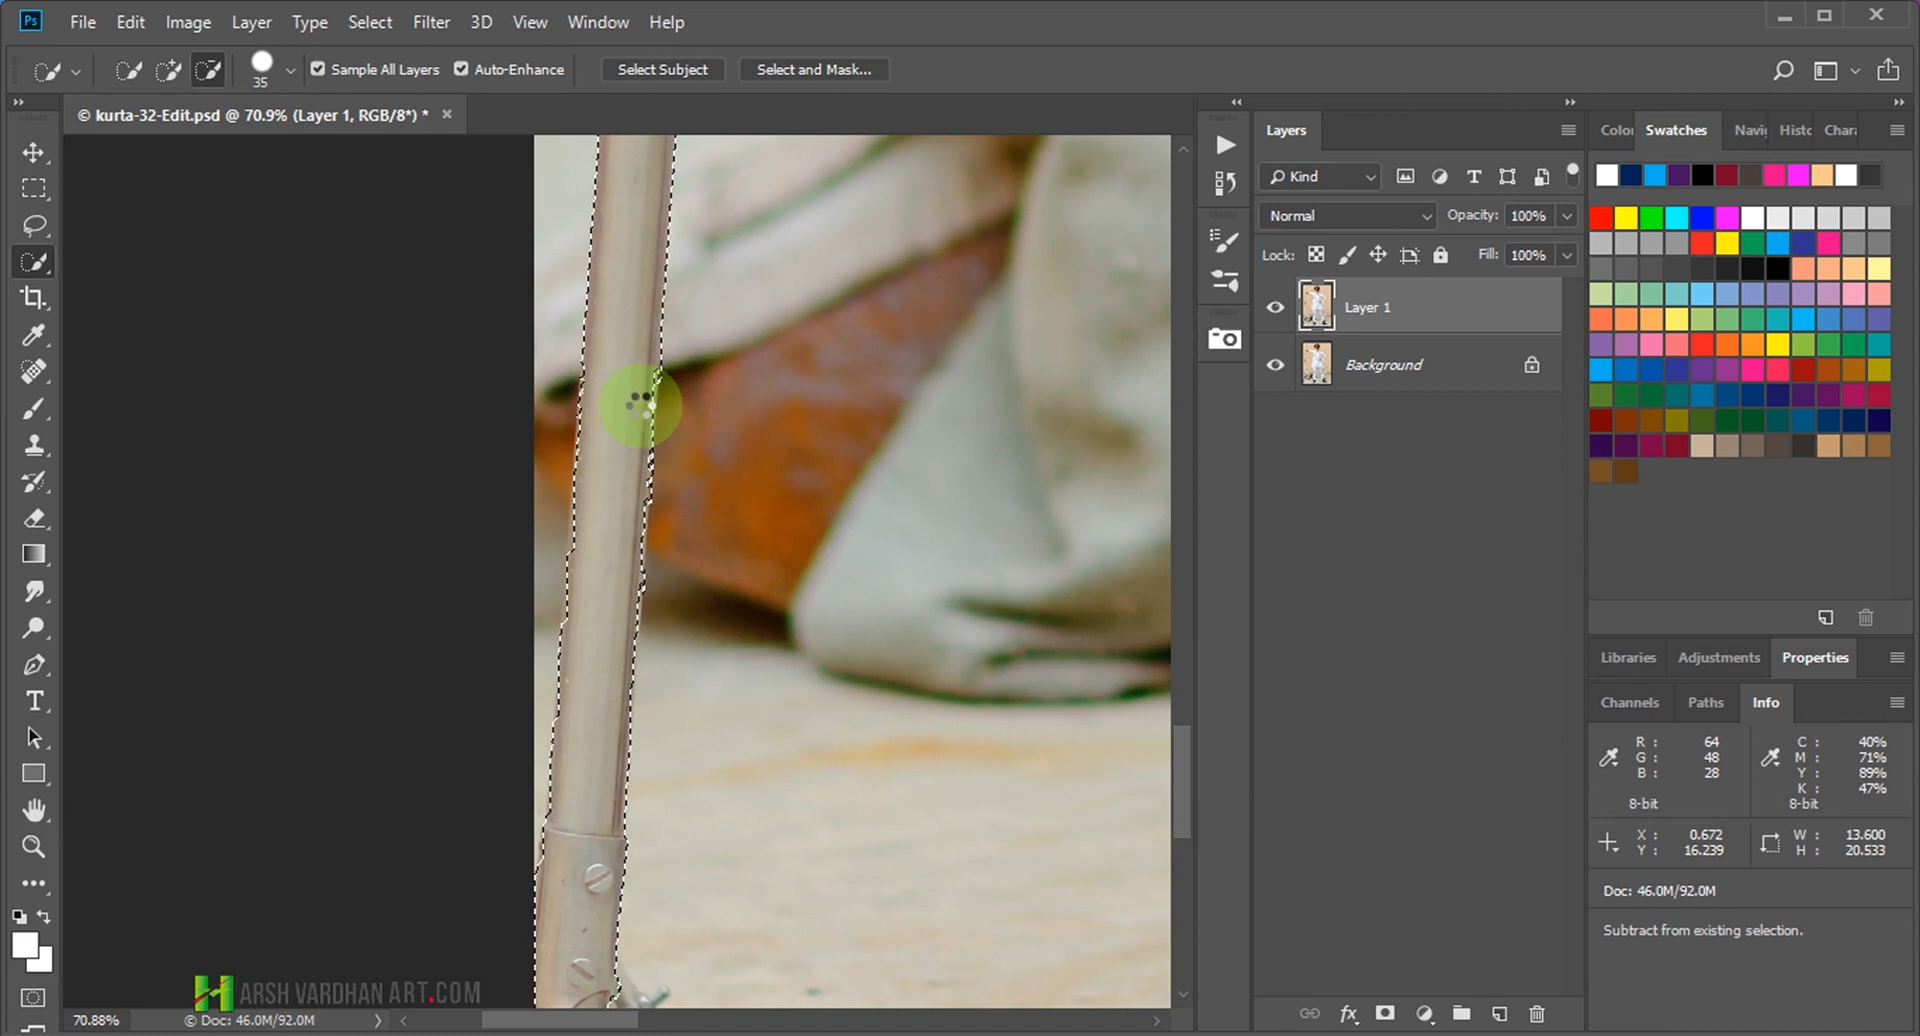 Ps File Edit Image Layer Select Filter 3D View Window Help
35 Sample All Layers Auto-Enhance Select Subject Select and Mask...
© kurta-32-Edit.psd @ 70.9% (Layer 1, RGB/8*) *
Layers
Kind
Normal Opacity: 100%
Lock: Fill: 100%
Layer 1
Background
Color Swatches Navi Histo Chara
Libraries Adjustments Properties
Channels Paths Info
R : 64 C : 40%
G : 48 M : 71%
B : 28 Y : 89%
K : 47%
8-bit 8-bit
X : 0.672 W : 13.600
Y : 16.239 H : 20.533
Doc: 46.0M/92.0M
Subtract from existing selection.
HARSH VARDHAN ART.COM
70.88% © Doc: 46.0M/92.0M